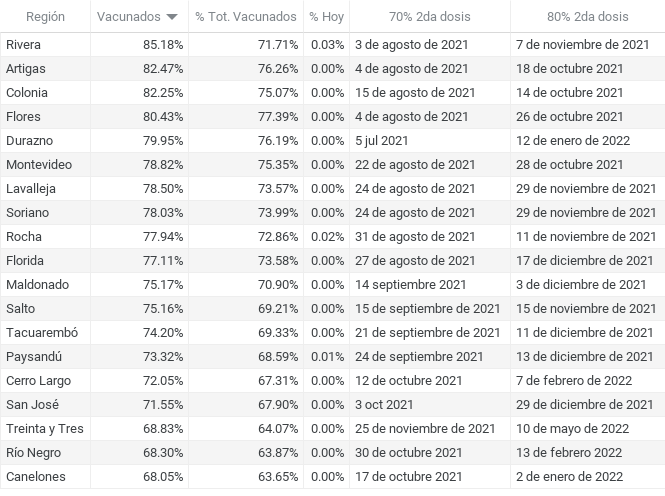 Región Vacunados % Tot. Vacunados % Hoy 70% 2da dosis 80% 2da dosis
Rivera 85.18% 71.71% 0.03% 3 de agosto de 2021 7 de noviembre de 2021
Artigas 82.47% 76.26% 0.00% 4 de agosto de 2021 18 de octubre 2021
Colonia 82.25% 75.07% 0.00% 15 de agosto de 2021 14 de octubre 2021
Flores 80.43% 77.39% 0.00% 4 de agosto de 2021 26 de octubre 2021
Durazno 79.95% 76.19% 0.00% 5 jul 2021 12 de enero de 2022
Montevideo 78.82% 75.35% 0.00% 22 de agosto de 2021 28 de octubre 2021
Lavalleja 78.50% 73.57% 0.00% 24 de agosto de 2021 29 de noviembre de 2021
Soriano 78.03% 73.99% 0.00% 24 de agosto de 2021 29 de noviembre de 2021
Rocha 77.94% 72.86% 0.02% 31 de agosto de 2021 11 de noviembre de 2021
Florida 77.11% 73.58% 0.00% 27 de agosto de 2021 17 de diciembre de 2021
Maldonado 75.17% 70.90% 0.00% 14 septiembre 2021 3 de diciembre de 2021
Salto 75.16% 69.21% 0.00% 15 de septiembre de 2021 15 de noviembre de 2021
Tacuarembó 74.20% 69.33% 0.00% 21 de septiembre de 2021 11 de diciembre de 2021
Paysandú 73.32% 68.59% 0.01% 24 de septiembre 2021 13 de diciembre de 2021
Cerro Largo 72.05% 67.31% 0.00% 12 de octubre 2021 7 de febrero de 2022
San José 71.55% 67.90% 0.00% 3 oct 2021 29 de diciembre de 2021
Treinta y Tres 68.83% 64.07% 0.00% 25 de noviembre de 2021 10 de mayo de 2022
Río Negro 68.30% 63.87% 0.00% 30 de octubre 2021 13 de febrero 2022
Canelones 68.05% 63.65% 0.00% 17 de octubre 2021 2 de enero de 2022